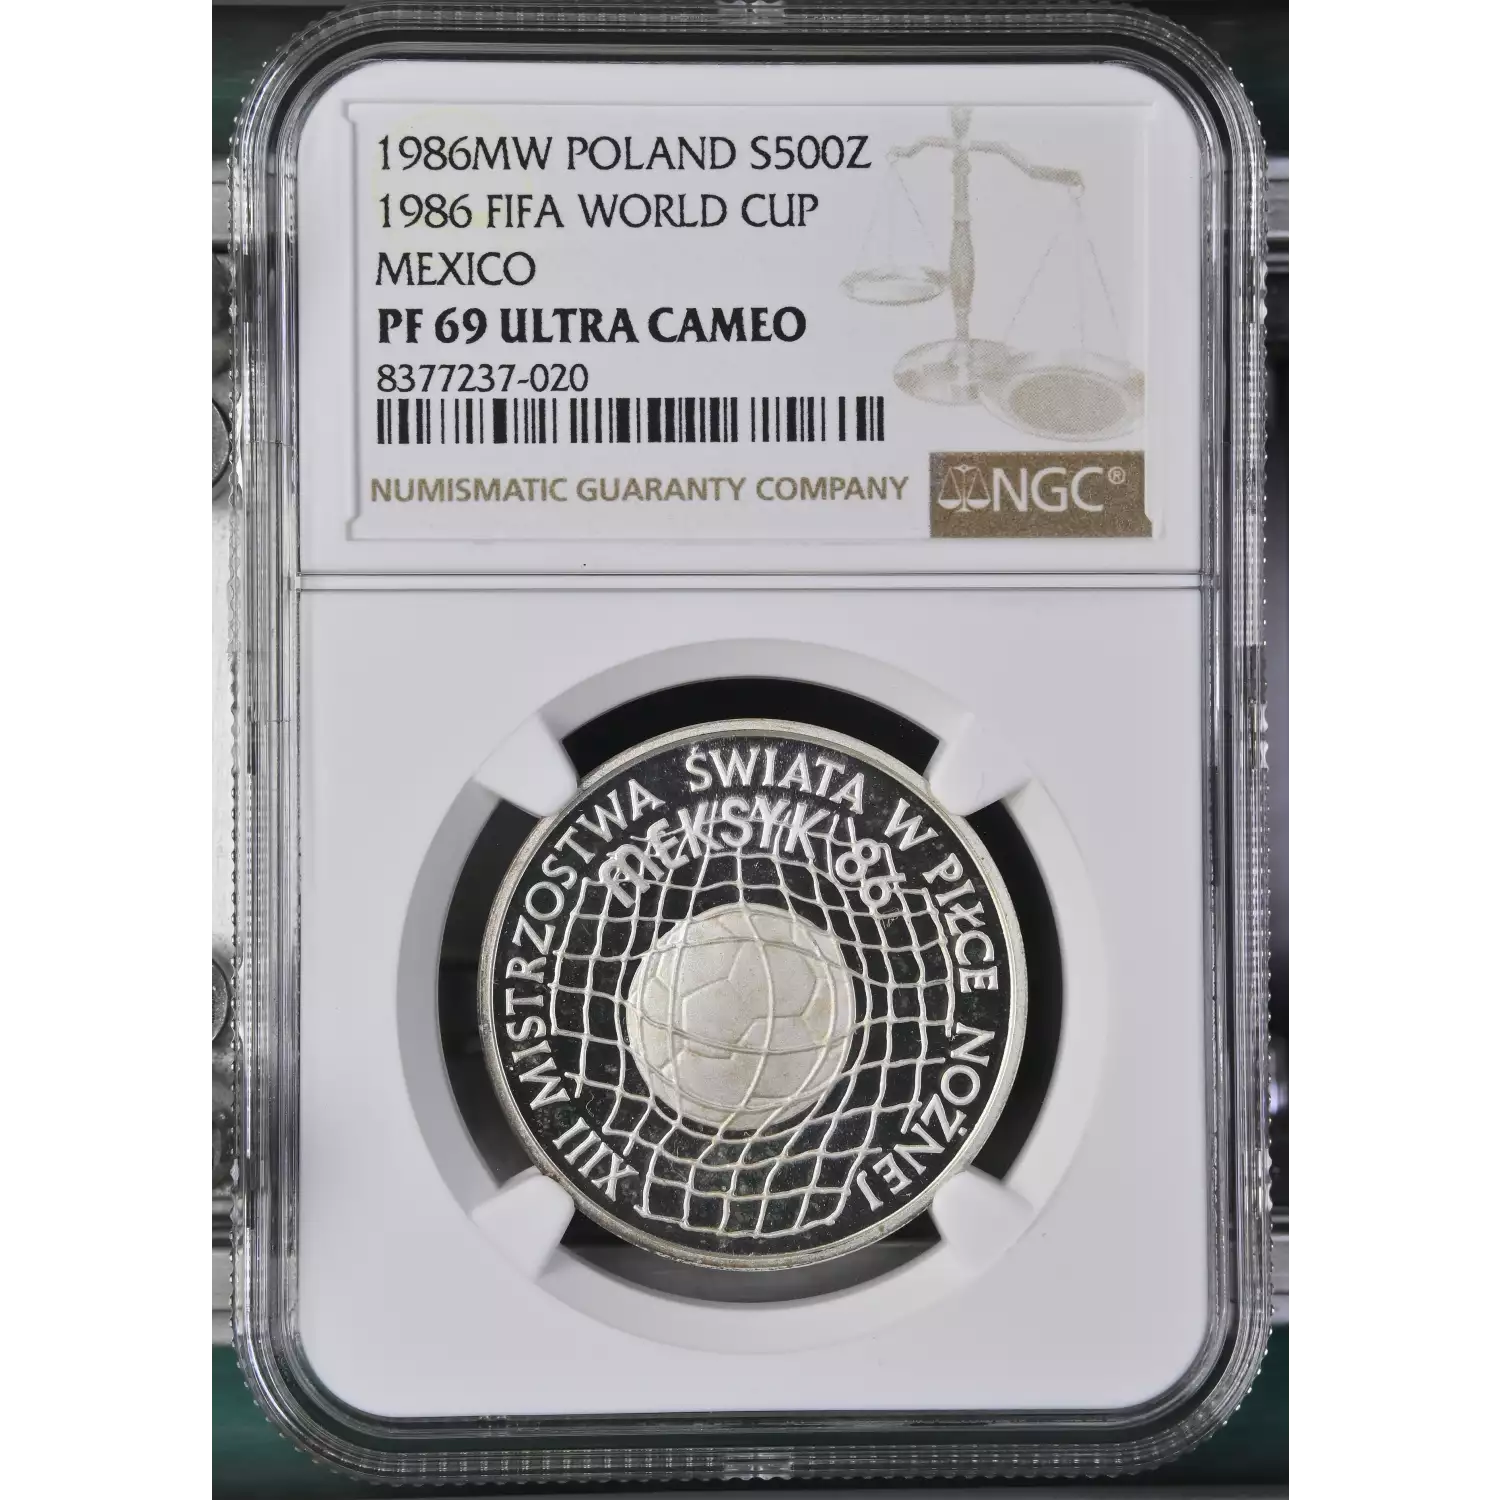 1986MW POLAND S500Z
1986 FIFA WORLD CUP
MEXICO
PF 69 ULTRA CAMEO
8377237-020
NUMISMATIC GUARANTY COMPANY
NGC®
XIII MISTRZOSTWA ŚWIATA W PIŁCE NOŻNEJ
MEKSYK '86